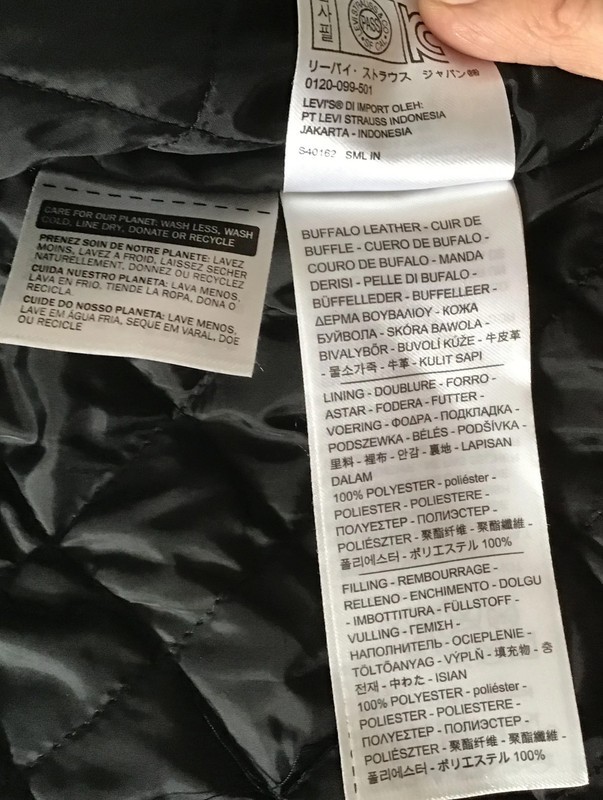 사
필
LEVI STRAUSS & CO
PASS
SF CAL
リーバイ・ストラウス ジャパン㈱
0120-099-501
LEVI'S® DI IMPORT OLEH:
PT LEVI STRAUSS INDONESIA
JAKARTA - INDONESIA
S40162 SML IN
CARE FOR OUR PLANET: WASH LESS, WASH
COLD, LINE DRY, DONATE OR RECYCLE
PRENEZ SOIN DE NOTRE PLANETE: LAVEZ
MOINS, LAVEZ A FROID, LAISSEZ SECHER
NATURELLEMENT, DONNEZ OU RECYCLEZ
CUIDA NUESTRO PLANETA: LAVA MENOS,
LAVA EN FRIO, TIENDE LA ROPA, DONA O
RECICLA
CUIDE DO NOSSO PLANETA: LAVE MENOS,
LAVE EM ÁGUA FRIA, SEQUE EM VARAL, DOE
OU RECICLE
BUFFALO LEATHER - CUIR DE
BUFFLE - CUERO DE BUFALO -
COURO DE BUFALO - MANDA
DERISI - PELLE DI BUFALO -
BÜFFELLEDER - BUFFELLEER -
ΔΕΡΜΑ ΒΟΥΒΑΛΙΟΥ - КОЖА
БУЙВОЛА - SKÓRA BAWOLA -
BIVALYBŐR - BUVOLÍ KŮŽE - 牛皮革
- 물소가죽 - 牛革 - KULIT SAPI
LINING - DOUBLURE - FORRO -
ASTAR - FODERA - FUTTER -
VOERING - ΦΟΔΡΑ - ПОДКЛАДКА -
PODSZEWKA - BÉLÉS - PODŠÍVKA -
里料 - 裡布 - 안감 - 裏地 - LAPISAN
DALAM
100% POLYESTER - poliéster -
POLIESTER - POLIESTERE -
ΠΟΛΥΕΣΤΕΡ - ПОЛИЭСТЕР -
POLIÉSZTER - 聚酯纤维 - 聚酯纖維 -
폴리에스터 - ポリエステル 100%
FILLING - REMBOURRAGE -
RELLENO - ENCHIMENTO - DOLGU
- IMBOTTITURA - FÜLLSTOFF -
VULLING - ΓΕΜΙΣΗ -
НАПОЛНИТЕЛЬ - OCIEPLENIE -
TÖLTŐANYAG - VÝPLŇ - 填充物 - 충
전재 - 中わた - ISIAN
100% POLYESTER - poliéster -
POLIESTER - POLIESTERE -
ΠΟΛΥΕΣΤΕΡ - ПОЛИЭСТЕР -
POLIÉSZTER - 聚酯纤维 - 聚酯纖維 -
폴리에스터 - ポリエステル 100%